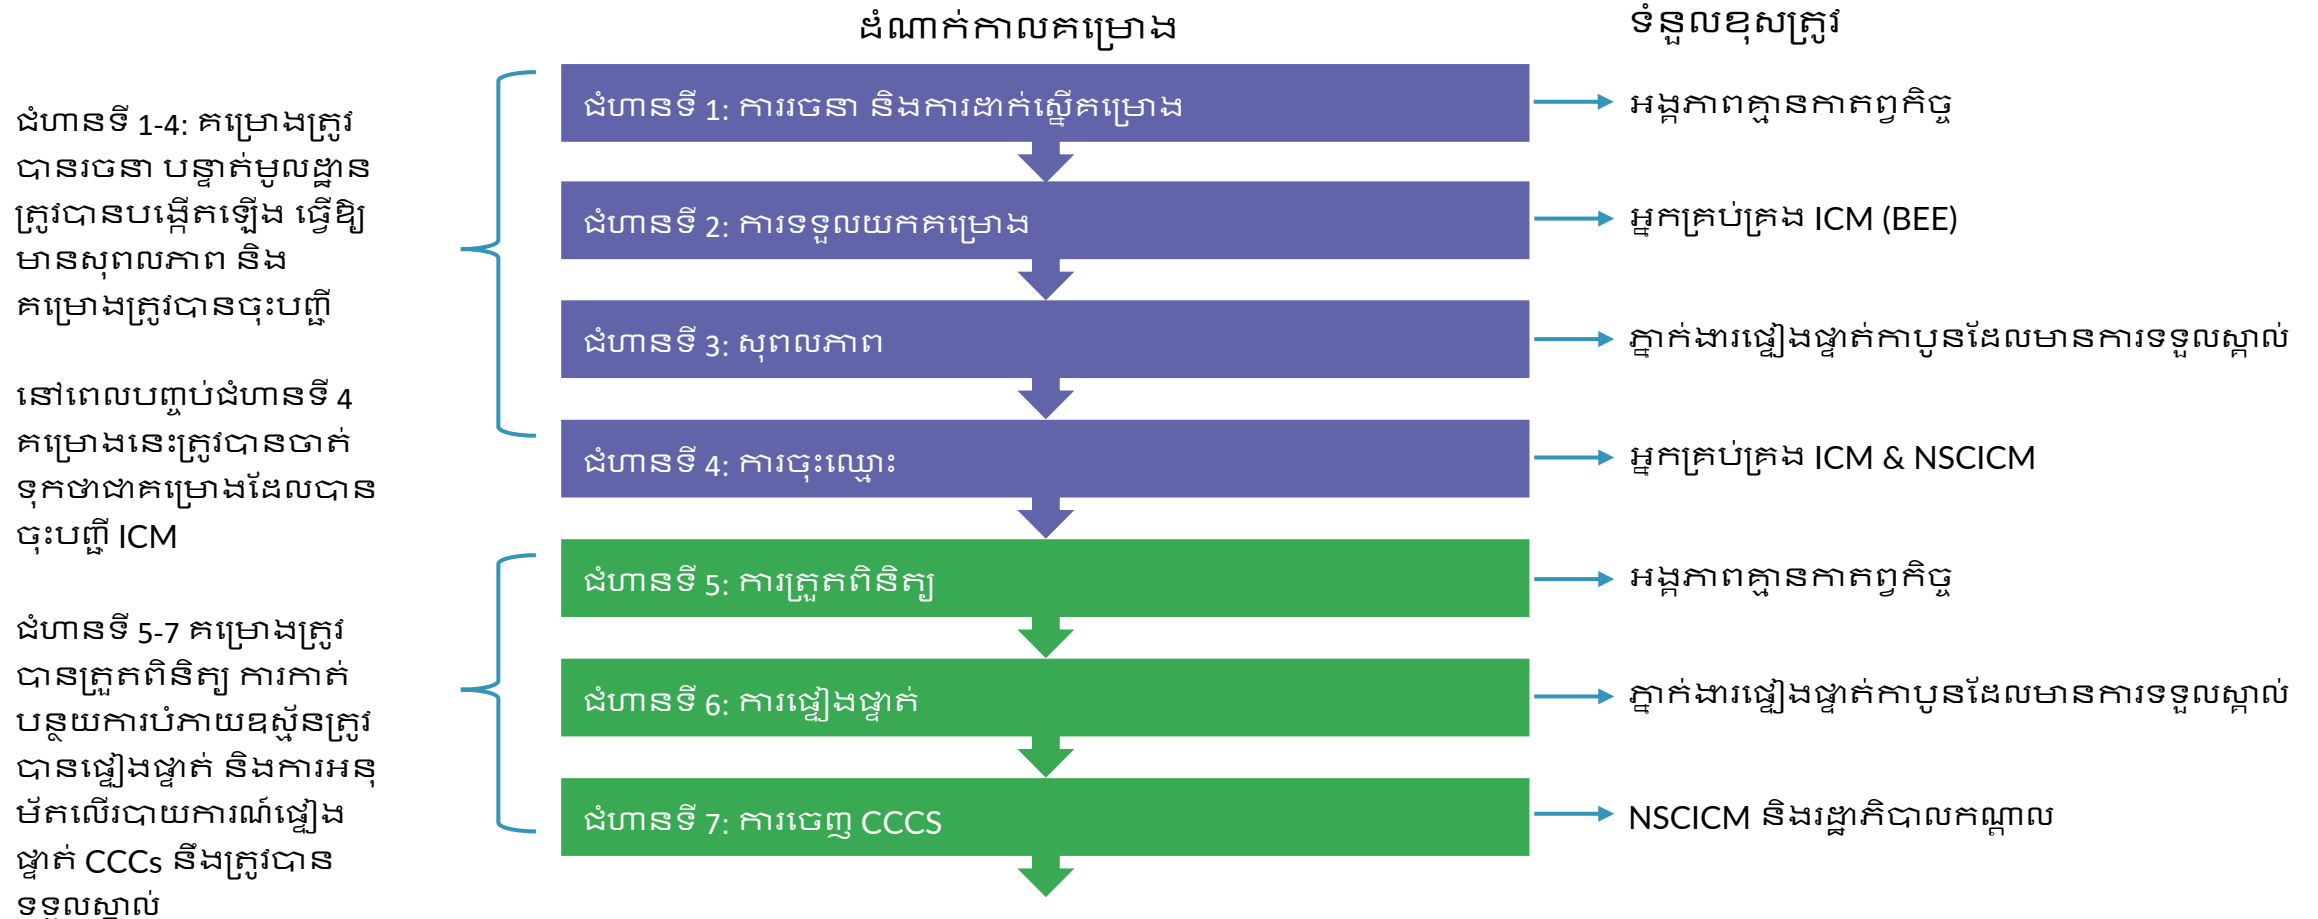 ដំណាក់កាលគម្រោង
ទំនួលខុសត្រូវ
ជំហានទី 1-4: គម្រោងត្រូវ
បានរចនា បន្ទាត់មូលដ្ឋាន
ត្រូវបានបង្កើតឡើង ធ្វើឱ្យ
មានសុពលភាព និង
គម្រោងត្រូវបានចុះបញ្ជី
នៅពេលបញ្ចប់ជំហានទី 4
គម្រោងនេះត្រូវបានចាត់
ទុកថាជាគម្រោងដែលបាន
ចុះបញ្ជី ICM
ជំហានទី 5-7 គម្រោងត្រូវ
បានត្រួតពិនិត្យ ការកាត់
បន្ថយការបំភាយឧស្ម័នត្រូវ
បានផ្ទៀងផ្ទាត់ និងការអនុ
ម័តលើរបាយការណ៍ផ្ទៀង
ផ្ទាត់ CCCs នឹងត្រូវបាន
ទទួលស្គាល់
ជំហានទី 1: ការរចនា និងការដាក់ស្នើគម្រោង
អង្គភាពគ្មានកាតព្វកិច្ច
ជំហានទី 2: ការទទួលយកគម្រោង
អ្នកគ្រប់គ្រង ICM (BEE)
ជំហានទី 3: សុពលភាព
ភ្នាក់ងារផ្ទៀងផ្ទាត់កាបូនដែលមានការទទួលស្គាល់
ជំហានទី 4: ការចុះឈ្មោះ
អ្នកគ្រប់គ្រង ICM & NSCICM
ជំហានទី 5: ការត្រួតពិនិត្យ
អង្គភាពគ្មានកាតព្វកិច្ច
ជំហានទី 6: ការផ្ទៀងផ្ទាត់
ភ្នាក់ងារផ្ទៀងផ្ទាត់កាបូនដែលមានការទទួលស្គាល់
ជំហានទី 7: ការចេញ CCCS
NSCICM និងរដ្ឋាភិបាលកណ្តាល